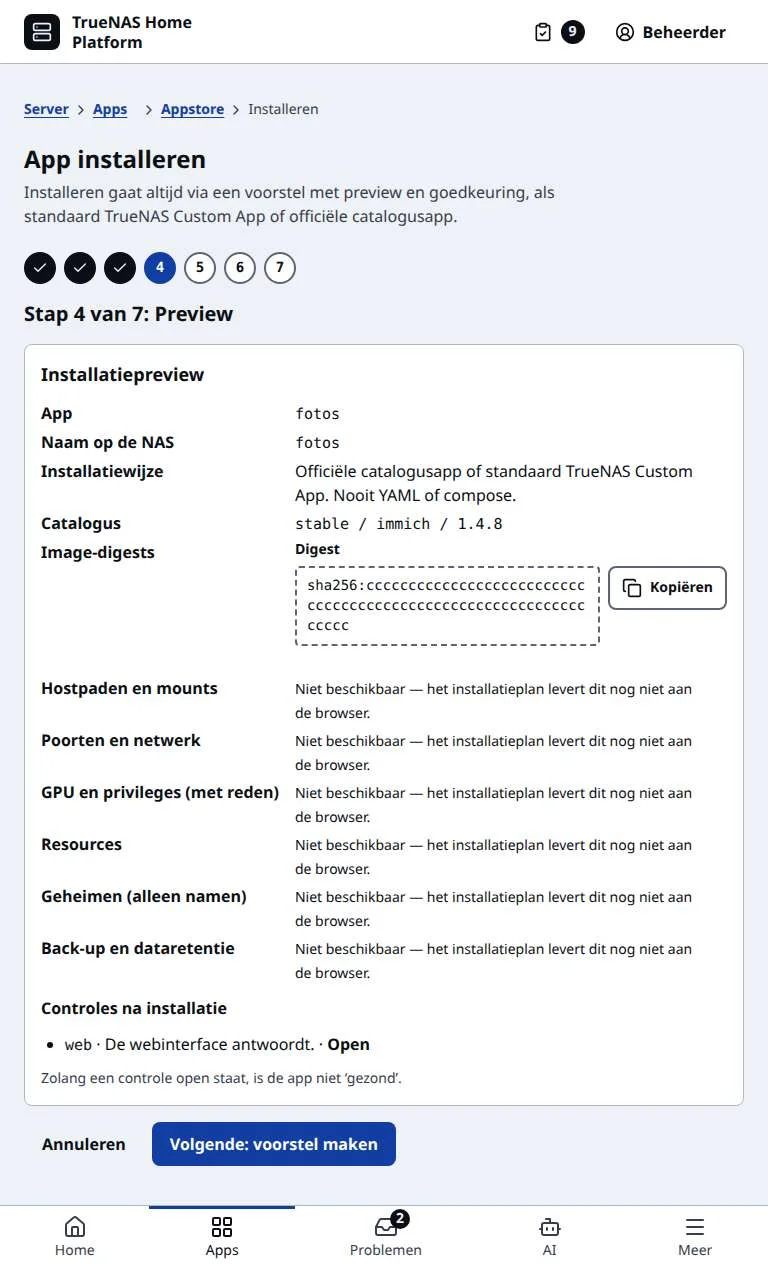 TrueNAS Home
Platform
9
Beheerder
Server > Apps > Appstore > Installeren
App installeren
Installeren gaat altijd via een voorstel met preview en goedkeuring, als
standaard TrueNAS Custom App of officiële catalogusapp.
4 5 6 7
Stap 4 van 7: Preview
Installatiepreview
App fotos
Naam op de NAS fotos
Installatiewijze Officiële catalogusapp of standaard TrueNAS Custom
App. Nooit YAML of compose.
Catalogus stable / immich / 1.4.8
Image-digests Digest
sha256:cccccccccccccccccccccccccc
ccccccccccccccccccccccccccccccccc
ccccc
Kopiëren
Hostpaden en mounts Niet beschikbaar — het installatieplan levert dit nog niet aan
de browser.
Poorten en netwerk Niet beschikbaar — het installatieplan levert dit nog niet aan
de browser.
GPU en privileges (met reden) Niet beschikbaar — het installatieplan levert dit nog niet aan
de browser.
Resources Niet beschikbaar — het installatieplan levert dit nog niet aan
de browser.
Geheimen (alleen namen) Niet beschikbaar — het installatieplan levert dit nog niet aan
de browser.
Back-up en dataretentie Niet beschikbaar — het installatieplan levert dit nog niet aan
de browser.
Controles na installatie
• web · De webinterface antwoordt. · Open
Zolang een controle open staat, is de app niet ‘gezond’.
Annuleren
Volgende: voorstel maken
2
Home Apps Problemen AI Meer